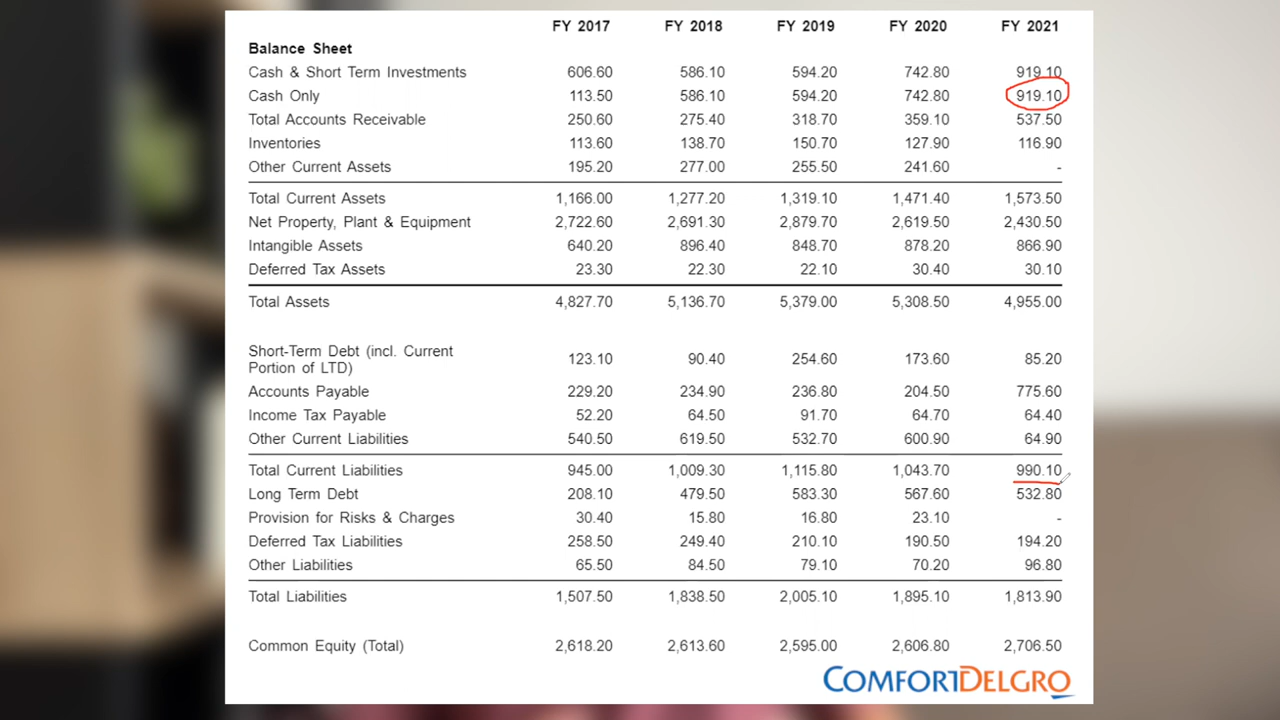 FY 2017 FY 2018 FY 2019 FY 2020 FY 2021
Balance Sheet
Cash & Short Term Investments 606.60 586.10 594.20 742.80 919.10
Cash Only 113.50 586.10 594.20 742.80 919.10
Total Accounts Receivable 250.60 275.40 318.70 359.10 537.50
Inventories 113.60 138.70 150.70 127.90 116.90
Other Current Assets 195.20 277.00 255.50 241.60 -
Total Current Assets 1,166.00 1,277.20 1,319.10 1,471.40 1,573.50
Net Property, Plant & Equipment 2,722.60 2,691.30 2,879.70 2,619.50 2,430.50
Intangible Assets 640.20 896.40 848.70 878.20 866.90
Deferred Tax Assets 23.30 22.30 22.10 30.40 30.10
Total Assets 4,827.70 5,136.70 5,379.00 5,308.50 4,955.00
Short-Term Debt (incl. Current
Portion of LTD) 123.10 90.40 254.60 173.60 85.20
Accounts Payable 229.20 234.90 236.80 204.50 775.60
Income Tax Payable 52.20 64.50 91.70 64.70 64.40
Other Current Liabilities 540.50 619.50 532.70 600.90 64.90
Total Current Liabilities 945.00 1,009.30 1,115.80 1,043.70 990.10
Long Term Debt 208.10 479.50 583.30 567.60 532.80
Provision for Risks & Charges 30.40 15.80 16.80 23.10 -
Deferred Tax Liabilities 258.50 249.40 210.10 190.50 194.20
Other Liabilities 65.50 84.50 79.10 70.20 96.80
Total Liabilities 1,507.50 1,838.50 2,005.10 1,895.10 1,813.90
Common Equity (Total) 2,618.20 2,613.60 2,595.00 2,606.80 2,706.50
COMFORTDELGRO